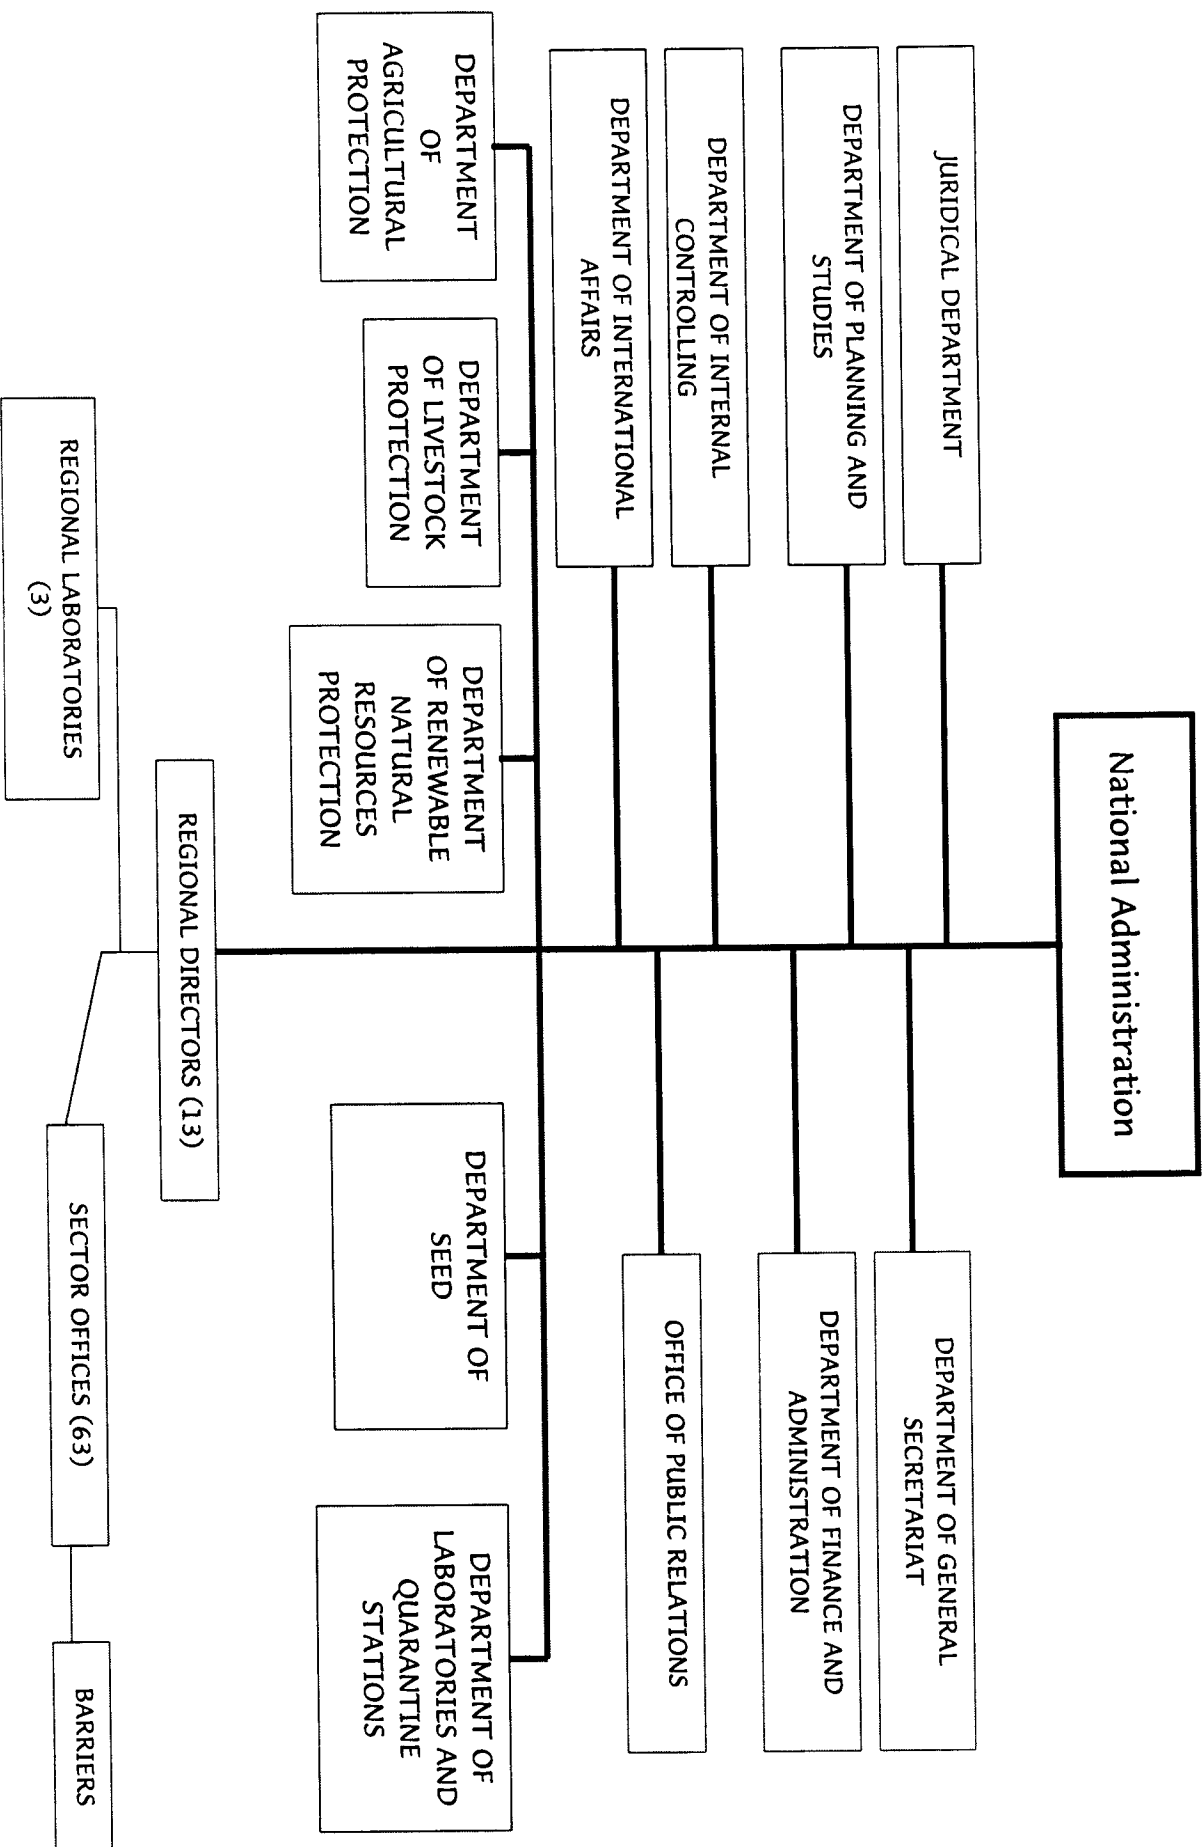 National Administration
JURIDICAL DEPARTMENT
DEPARTMENT OF GENERAL
SECRETARIAT
DEPARTMENT OF PLANNING AND
STUDIES
DEPARTMENT OF FINANCE AND
ADMINISTRATION
DEPARTMENT OF INTERNAL
CONTROLLING
OFFICE OF PUBLIC RELATIONS
DEPARTMENT OF INTERNATIONAL
AFFAIRS
DEPARTMENT
OF
AGRICULTURAL
PROTECTION
DEPARTMENT
OF LIVESTOCK
PROTECTION
DEPARTMENT
OF RENEWABLE
NATURAL
RESOURCES
PROTECTION
DEPARTMENT OF
SEED
DEPARTMENT OF
LABORATORIES AND
QUARANTINE
STATIONS
REGIONAL DIRECTORS (13)
REGIONAL LABORATORIES
(3)
SECTOR OFFICES (63)
BARRIERS